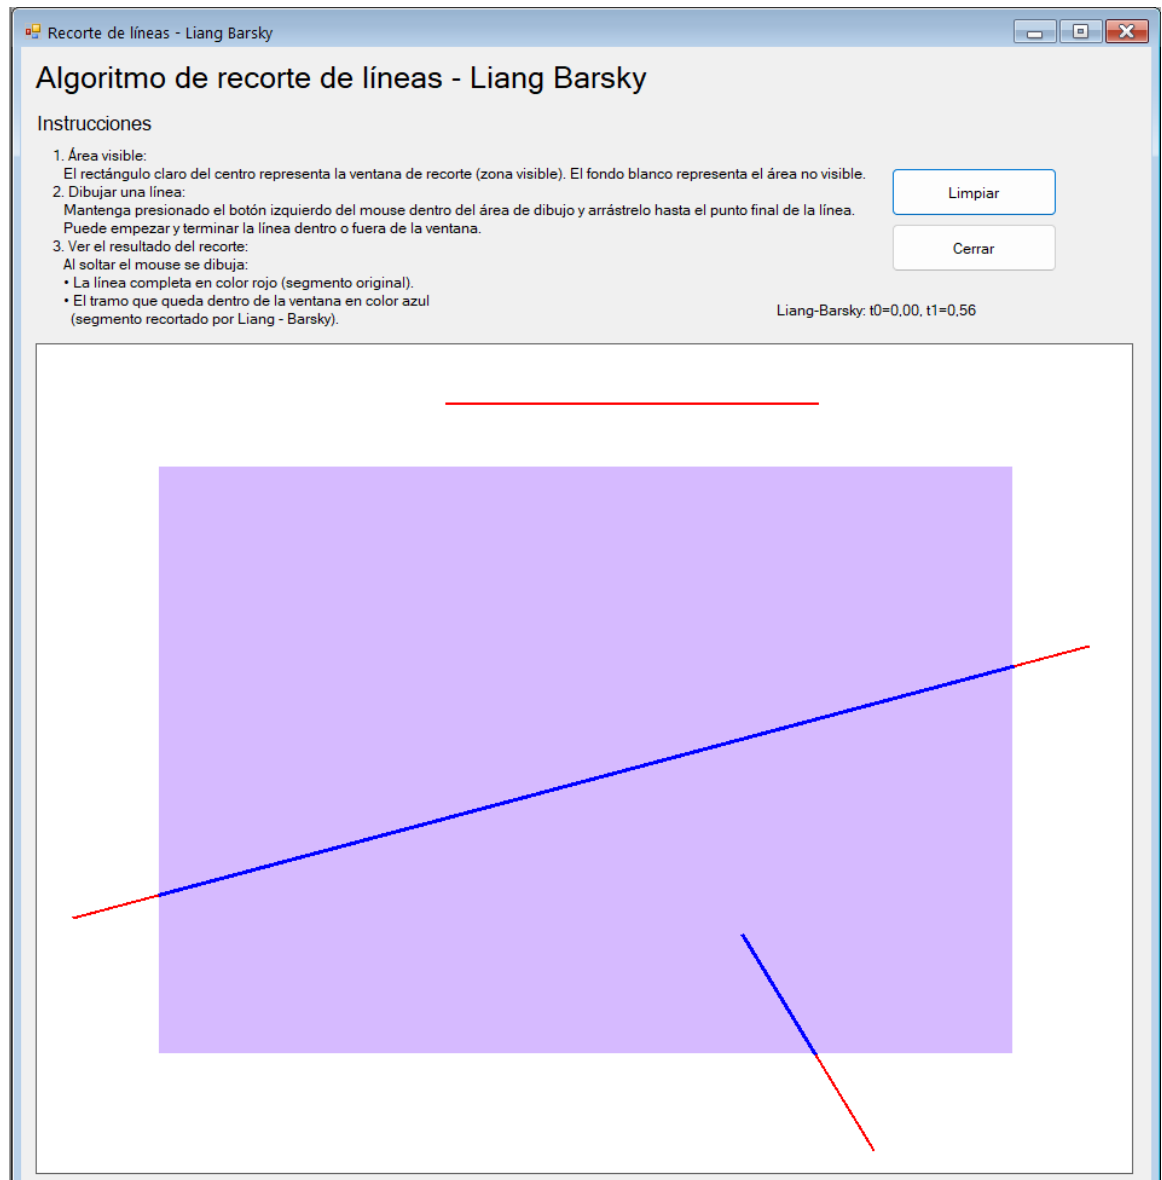 Recorte de líneas - Liang Barsky
Algoritmo de recorte de líneas - Liang Barsky
Instrucciones
1. Área visible:
El rectángulo claro del centro representa la ventana de recorte (zona visible). El fondo blanco representa el área no visible.
2. Dibujar una línea:
Mantenga presionado el botón izquierdo del mouse dentro del área de dibujo y arrástrelo hasta el punto final de la línea.
Puede empezar y terminar la línea dentro o fuera de la ventana.
3. Ver el resultado del recorte:
Al soltar el mouse se dibuja:
• La línea completa en color rojo (segmento original).
• El tramo que queda dentro de la ventana en color azul
(segmento recortado por Liang - Barsky).
Limpiar
Cerrar
Liang-Barsky: t0=0,00, t1=0,56